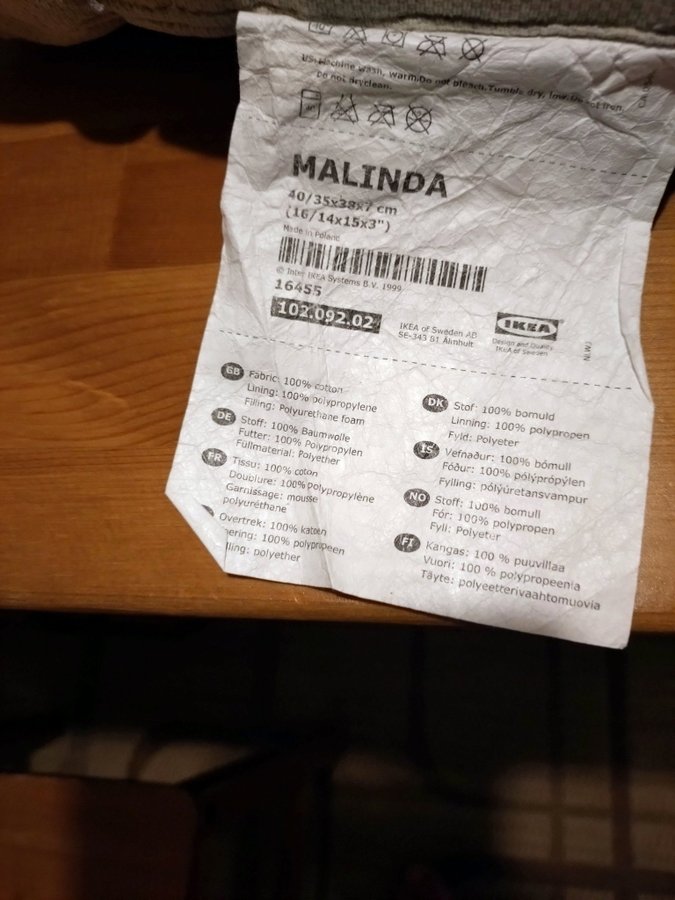 US: Machine wash, warm. Do not bleach. Tumble dry, low. Do not iron.
Do not dryclean.
MALINDA
40/35x38x7 cm
(16/14x15x3")
Made in Poland
© Inter IKEA Systems B.V. 1999
16455
102.092.02
IKEA of Sweden AB
SE-343 81 Älmhult
IKEA
Design and Quality
IKEA of Sweden
GB Fabric: 100% cotton
Lining: 100% polypropylene
Filling: Polyurethane foam
DE Stoff: 100% Baumwolle
Futter: 100% Polypropylen
Füllmaterial: Polyether
FR Tissu: 100% coton
Doublure: 100% Polypropylène
Garnissage: mousse
polyuréthane
Overtrek: 100% katoen
ering: 100% polypropeen
lling: polyether
DK Stof: 100% bomuld
Linning: 100% polypropen
Fyld: Polyeter
IS Vefnaður: 100% bómull
Fóður: 100% pólýprópýlen
Fylling: pólýúretansvampur
NO Stoff: 100% bomull
Fór: 100% polypropen
Fyll: Polyeter
FI Kangas: 100 % puuvillaa
Vuori: 100 % polypropeenia
Täyte: polyeetterivaahtomuovia